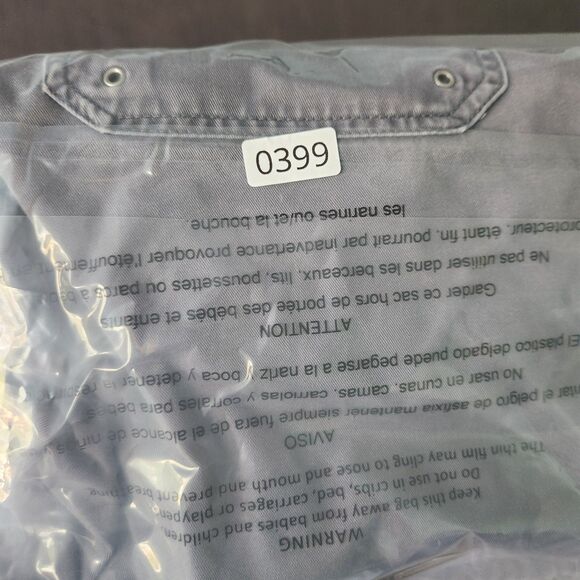 0399
WARNING
Keep this bag away from babies and children.
Do not use in cribs, bed, carriages or playpens
The thin film may cling to nose and mouth and prevent
AVISO
el peligro de asfixia mantener siempre fuera de el alcance de niños y
No usar en cunas, camas, carriolas y corrales para bebés
El plástico delgado puede pegarse a la nariz y boca y detener la
ATTENTION
Garder ce sac hors de portée des bébés et enfants
Ne pas utiliser dans les berceaux, lits, poussettes ou parcs à
protecteur, étant fin, pourrait par inadvertance provoquer l'étouffement
les narines ou/et la bouche.